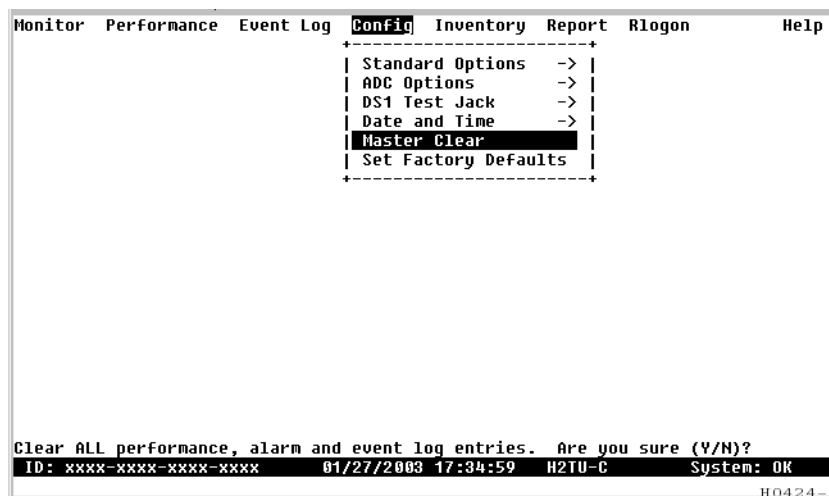 Monitor Performance Event Log Config Inventory Report Rlogon Help
Standard Options ->
ADC Options ->
DS1 Test Jack ->
Date and Time ->
Master Clear
Set Factory Defaults
Clear ALL performance, alarm and event log entries. Are you sure (Y/N)?
ID: xxxx-xxxx-xxxx-xxxx 01/27/2003 17:34:59 H2TU-C System: OK
H0424-